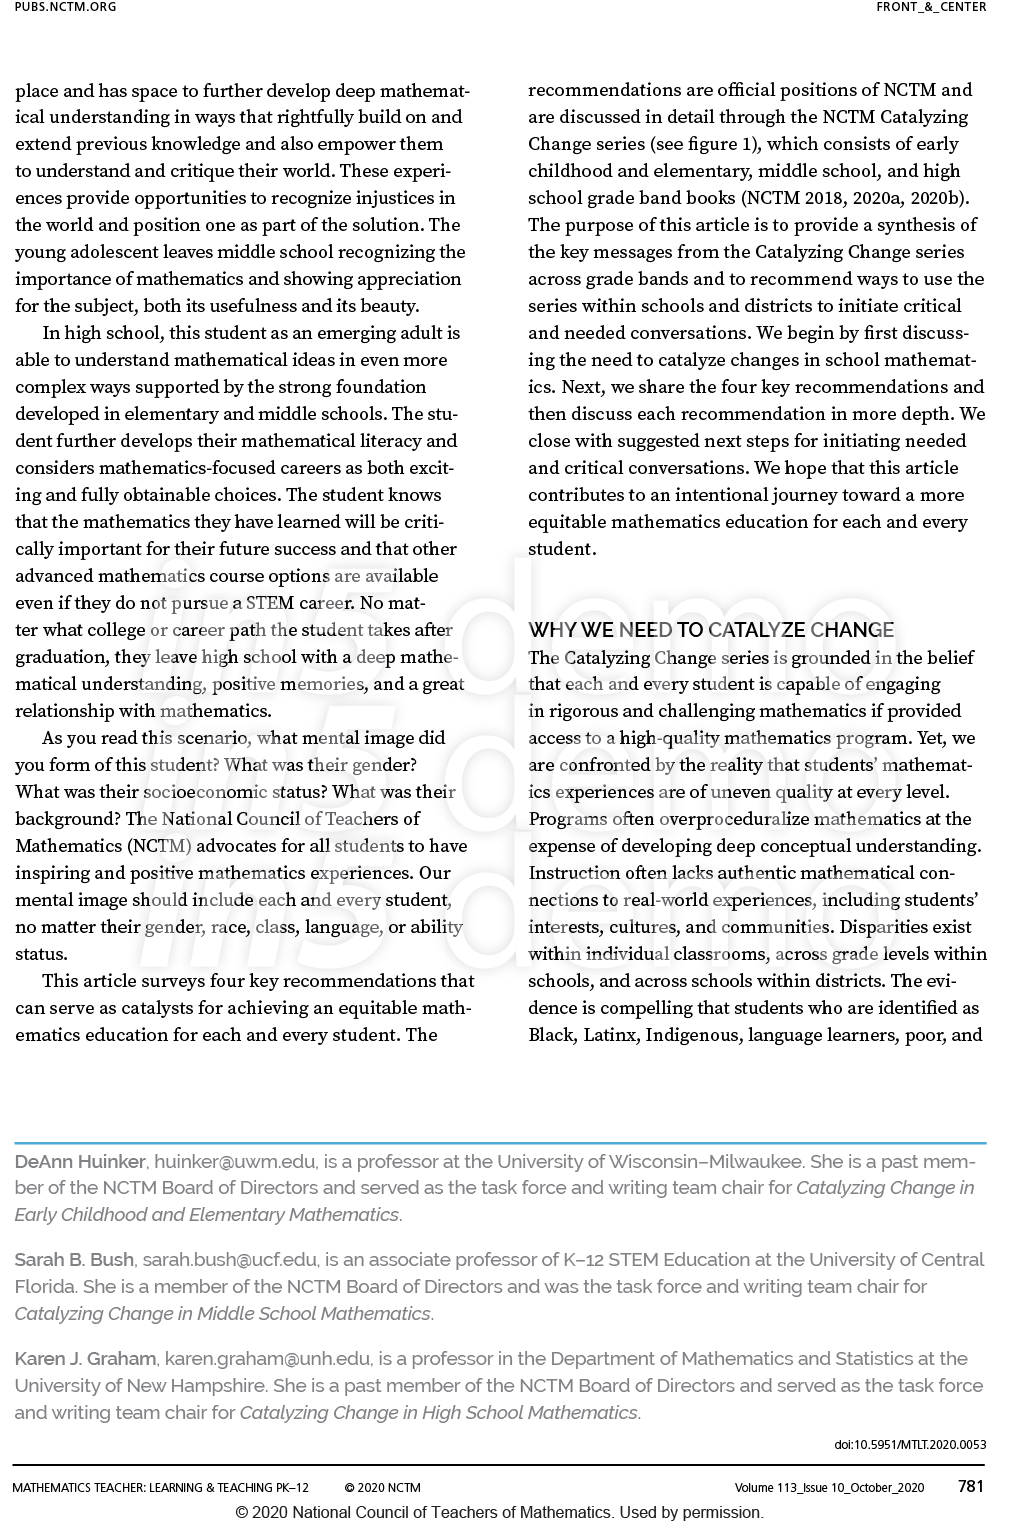 PUBS.NCTM.ORG
FRONT_&_CENTER
place and has space to further develop deep mathemat-
ical understanding in ways that rightfully build on and
extend previous knowledge and also empower them
to understand and critique their world. These experi-
ences provide opportunities to recognize injustices in
the world and position one as part of the solution. The
young adolescent leaves middle school recognizing the
importance of mathematics and showing appreciation
for the subject, both its usefulness and its beauty.
In high school, this student as an emerging adult is
able to understand mathematical ideas in even more
complex ways supported by the strong foundation
developed in elementary and middle schools. The stu-
dent further develops their mathematical literacy and
considers mathematics-focused careers as both excit-
ing and fully obtainable choices. The student knows
that the mathematics they have learned will be criti-
cally important for their future success and that other
advanced mathematics course options are available
even if they do not pursue a STEM career. No mat-
ter what college or career path the student takes after
graduation, they leave high school with a deep mathe-
matical understanding, positive memories, and a great
relationship with mathematics.
As you read this scenario, what mental image did
you form of this student? What was their gender?
What was their socioeconomic status? What was their
background? The National Council of Teachers of
Mathematics (NCTM) advocates for all students to have
inspiring and positive mathematics experiences. Our
mental image should include each and every student,
no matter their gender, race, class, language, or ability
status.
This article surveys four key recommendations that
can serve as catalysts for achieving an equitable math-
ematics education for each and every student. The
recommendations are official positions of NCTM and
are discussed in detail through the NCTM Catalyzing
Change series (see figure 1), which consists of early
childhood and elementary, middle school, and high
school grade band books (NCTM 2018, 2020a, 2020b).
The purpose of this article is to provide a synthesis of
the key messages from the Catalyzing Change series
across grade bands and to recommend ways to use the
series within schools and districts to initiate critical
and needed conversations. We begin by first discuss-
ing the need to catalyze changes in school mathemat-
ics. Next, we share the four key recommendations and
then discuss each recommendation in more depth. We
close with suggested next steps for initiating needed
and critical conversations. We hope that this article
contributes to an intentional journey toward a more
equitable mathematics education for each and every
student.
WHY WE NEED TO CATALYZE CHANGE
The Catalyzing Change series is grounded in the belief
that each and every student is capable of engaging
in rigorous and challenging mathematics if provided
access to a high-quality mathematics program. Yet, we
are confronted by the reality that students’ mathemat-
ics experiences are of uneven quality at every level.
Programs often overproceduralize mathematics at the
expense of developing deep conceptual understanding.
Instruction often lacks authentic mathematical con-
nections to real-world experiences, including students’
interests, cultures, and communities. Disparities exist
within individual classrooms, across grade levels within
schools, and across schools within districts. The evi-
dence is compelling that students who are identified as
Black, Latinx, Indigenous, language learners, poor, and
in5 demo
in5 demo
in5 demo
DeAnn Huinker, huinker@uwm.edu, is a professor at the University of Wisconsin–Milwaukee. She is a past mem-
ber of the NCTM Board of Directors and served as the task force and writing team chair for Catalyzing Change in
Early Childhood and Elementary Mathematics.
Sarah B. Bush, sarah.bush@ucf.edu, is an associate professor of K–12 STEM Education at the University of Central
Florida. She is a member of the NCTM Board of Directors and was the task force and writing team chair for
Catalyzing Change in Middle School Mathematics.
Karen J. Graham, karen.graham@unh.edu, is a professor in the Department of Mathematics and Statistics at the
University of New Hampshire. She is a past member of the NCTM Board of Directors and served as the task force
and writing team chair for Catalyzing Change in High School Mathematics.
doi:10.5951/MTLT.2020.0053
MATHEMATICS TEACHER: LEARNING & TEACHING PK–12 © 2020 NCTM
Volume 113_Issue 10_October_2020 781
© 2020 National Council of Teachers of Mathematics. Used by permission.